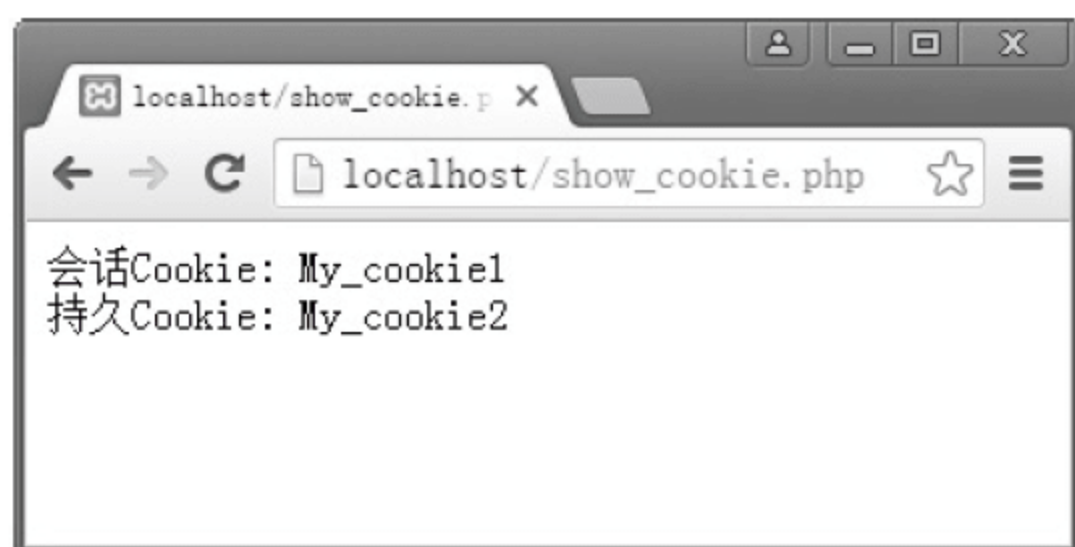 localhost/show_cookie.p
localhost/show_cookie.php
会话Cookie: My_cookie1
持久Cookie: My_cookie2